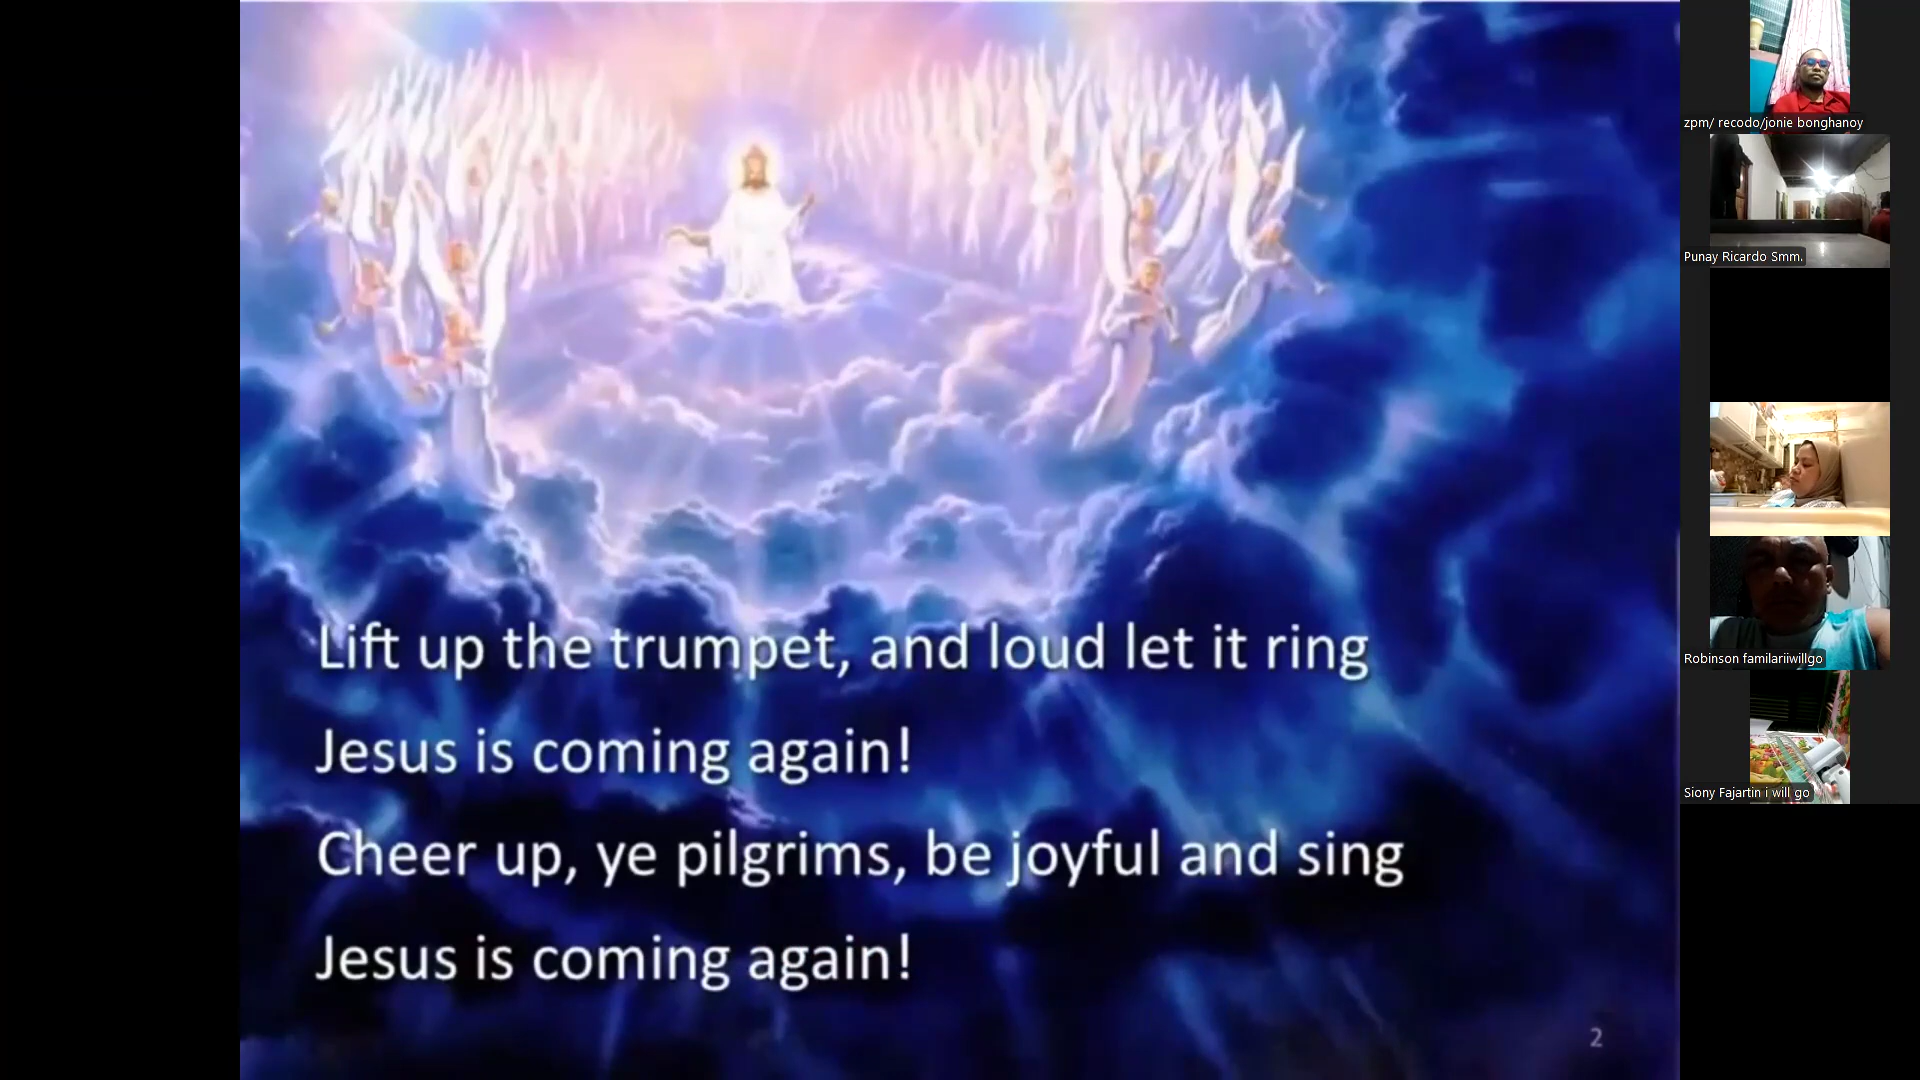 Lift up the trumpet, and loud let it ring
Jesus is coming again!
Cheer up, ye pilgrims, be joyful and sing
Jesus is coming again!
2
zpm/ recodo/jonie bonghanoy
Punay Ricardo Smm.
Robinson familariiwillgo
Siony Fajartin i will go